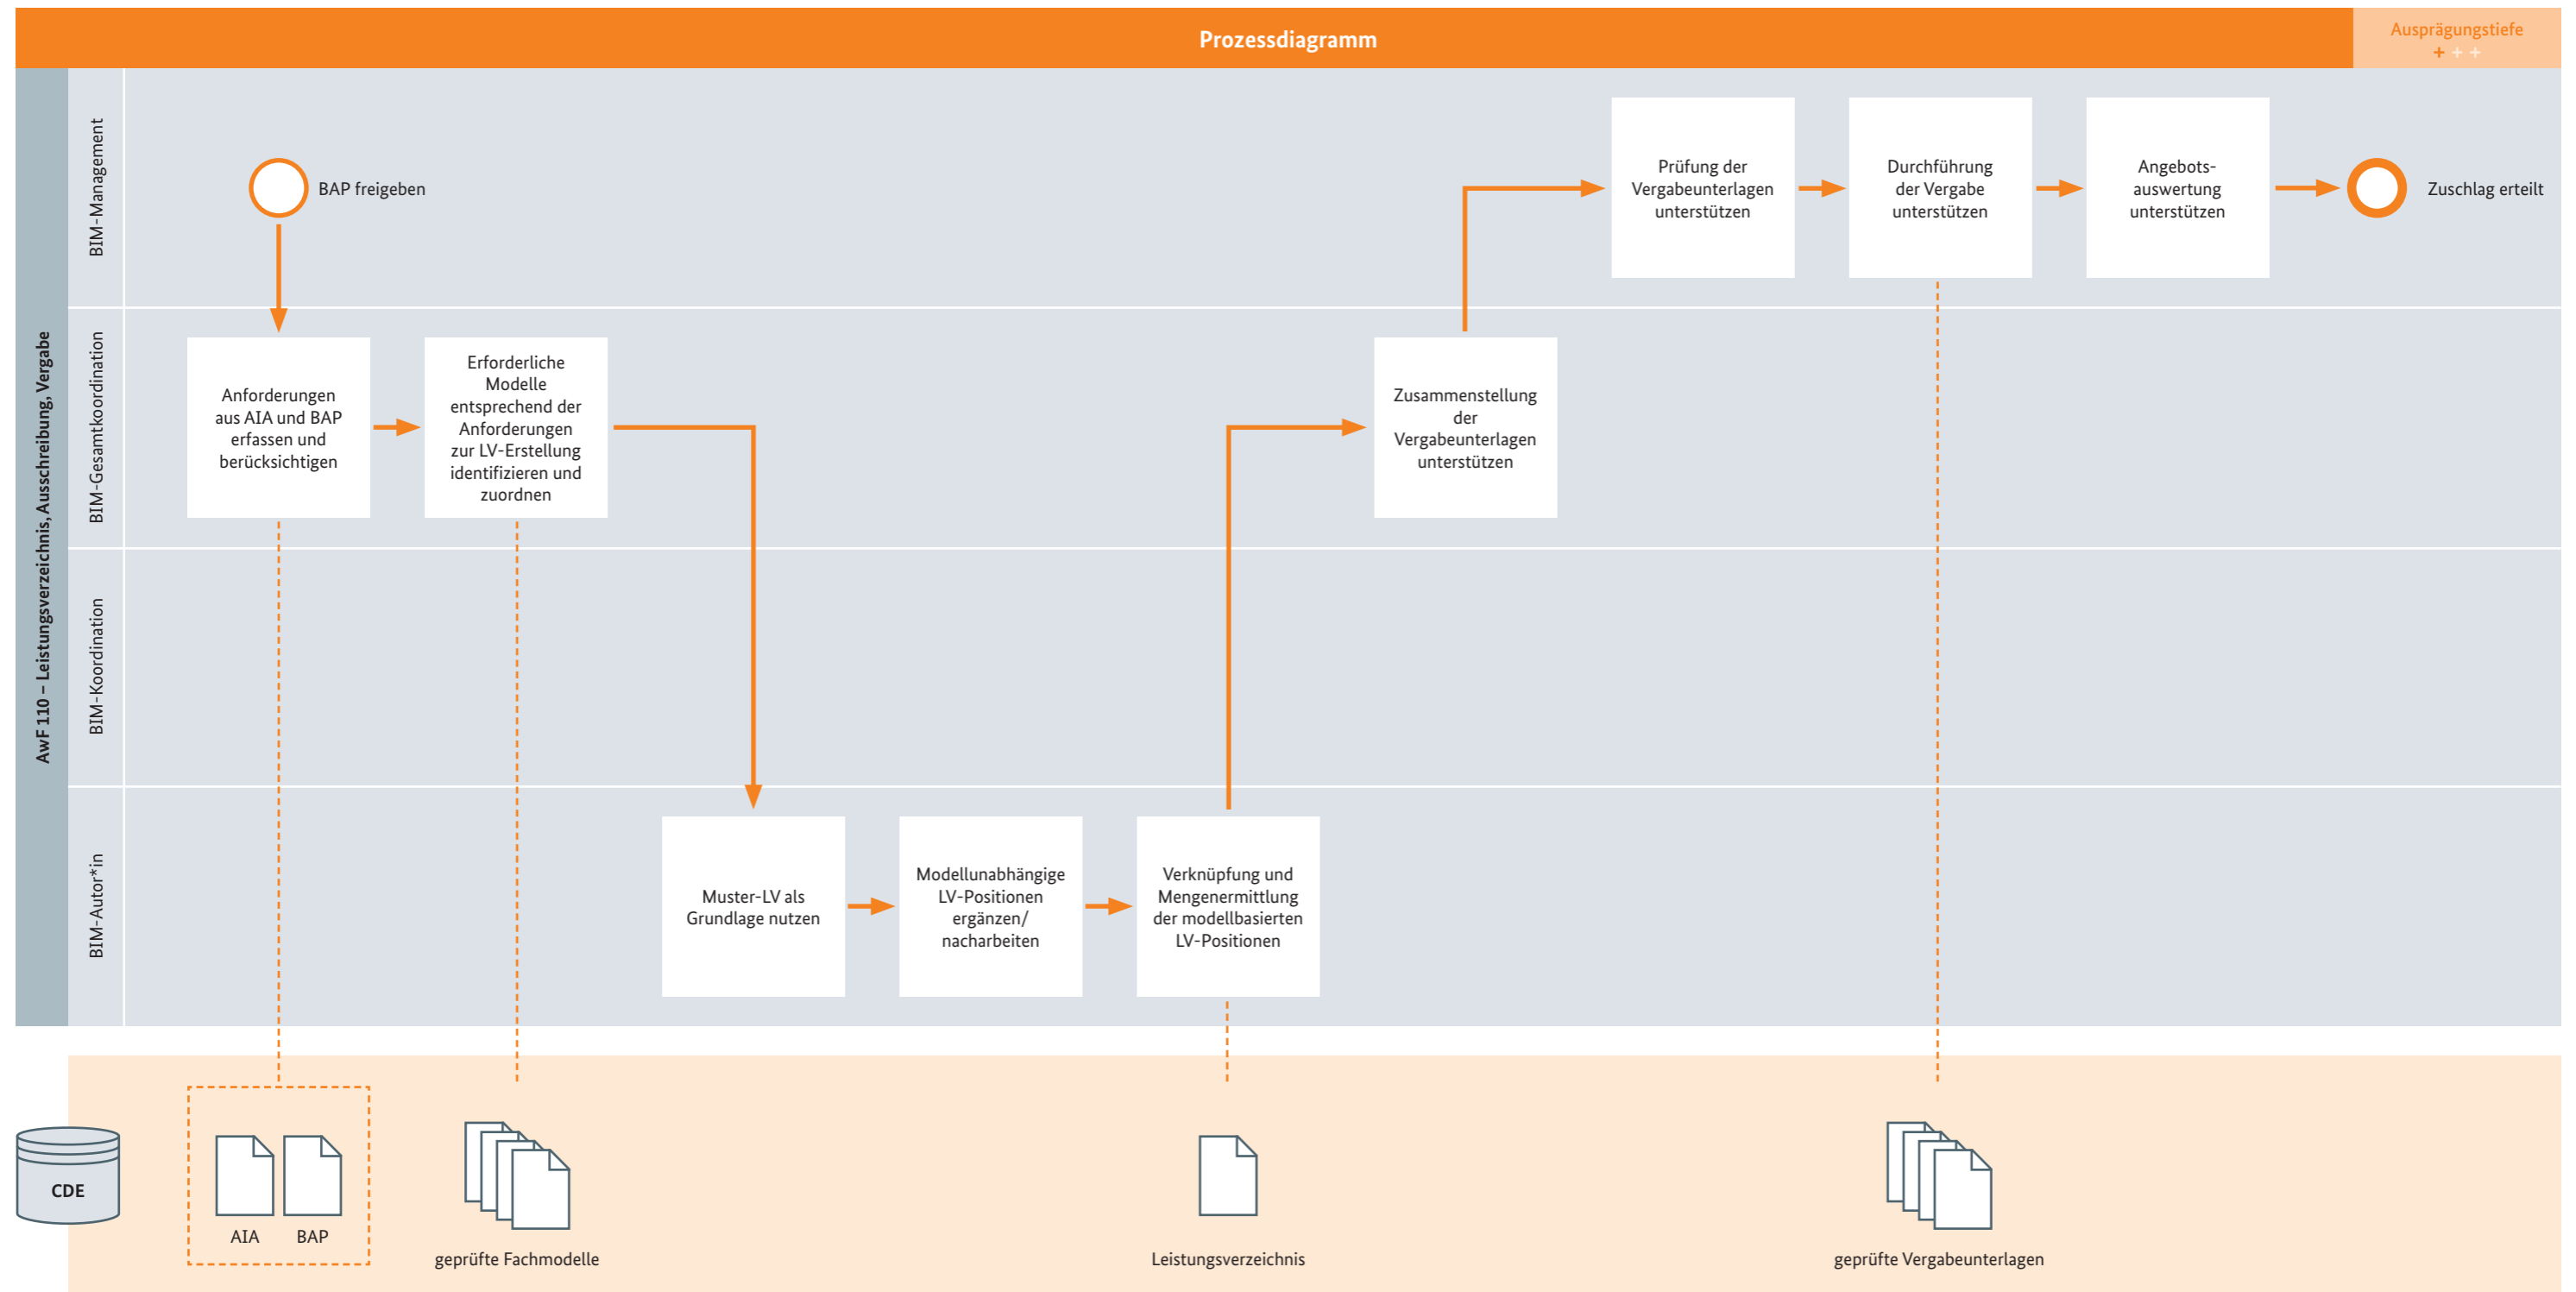 Prozessdiagramm
Ausprägungstiefe
+ + +
AwF 110 – Leistungsverzeichnis, Ausschreibung, Vergabe
BIM-Management
BAP freigeben
Prüfung der
Vergabeunterlagen
unterstützen
Durchführung
der Vergabe
unterstützen
Angebots-
auswertung
unterstützen
Zuschlag erteilt
BIM-Gesamtkoordination
Anforderungen
aus AIA und BAP
erfassen und
berücksichtigen
Erforderliche
Modelle
entsprechend der
Anforderungen
zur LV-Erstellung
identifizieren und
zuordnen
Zusammenstellung
der
Vergabeunterlagen
unterstützen
BIM-Koordination
BIM-Autor*in
Muster-LV als
Grundlage nutzen
Modellunabhängige
LV-Positionen
ergänzen/
nacharbeiten
Verknüpfung und
Mengenermittlung
der modellbasierten
LV-Positionen
CDE
AIA
BAP
geprüfte Fachmodelle
Leistungsverzeichnis
geprüfte Vergabeunterlagen